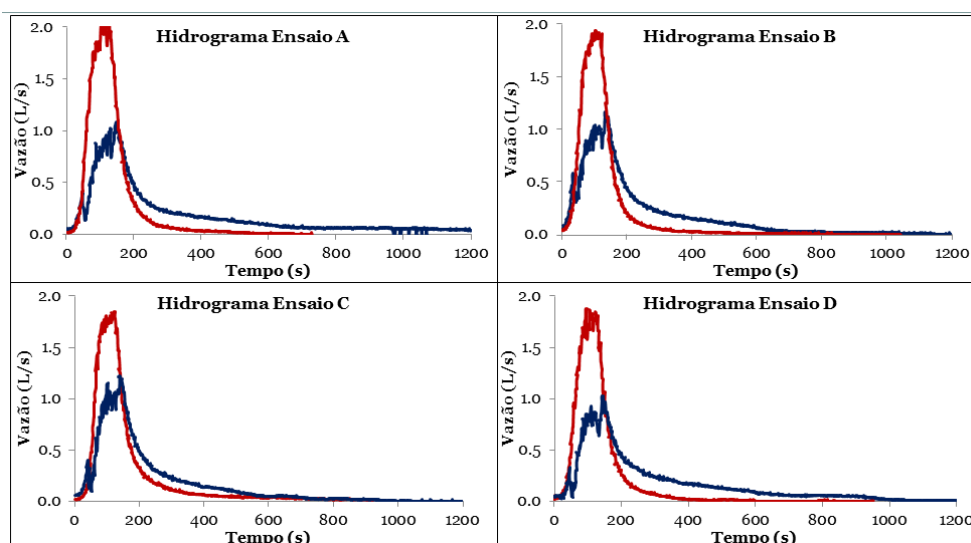 Hidrograma Ensaio A
Vazão (L/s)
2.0
1.5
1.0
0.5
0.0
0 200 400 600 800 1000 1200
Tempo (s)
Hidrograma Ensaio B
Vazão (L/s)
2.0
1.5
1.0
0.5
0.0
0 200 400 600 800 1000 1200
Tempo (s)
Hidrograma Ensaio C
Vazão (L/s)
2.0
1.5
1.0
0.5
0.0
0 200 400 600 800 1000 1200
Tempo (s)
Hidrograma Ensaio D
Vazão (L/s)
2.0
1.5
1.0
0.5
0.0
0 200 400 600 800 1000 1200
Tempo (s)